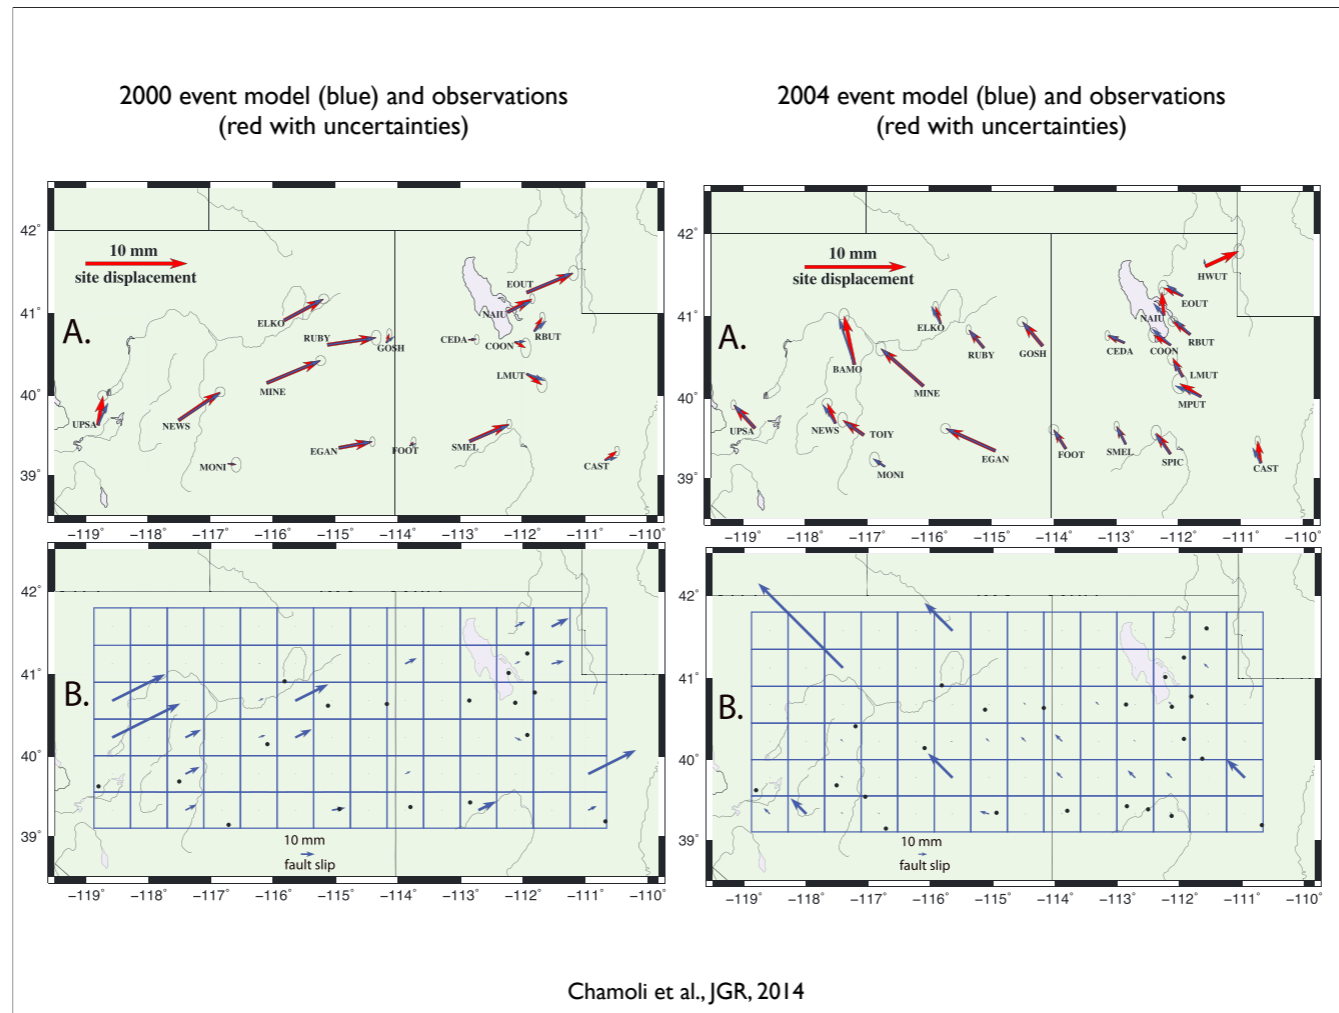 2000 event model (blue) and observations
(red with uncertainties)
2004 event model (blue) and observations
(red with uncertainties)
42°
41°
40°
39°
10 mm
site displacement
A.
EOUT
NAIU
ELKO
RUBY
GOSH
CEDA
COON
RBUT
MINE
LMUT
UPSA
NEWS
EGAN
FOOT
SMEL
MONI
CAST
−119° −118° −117° −116° −115° −114° −113° −112° −111° −110°
42°
41°
40°
39°
10 mm
site displacement
A.
HWUT
EOUT
NAIU
ELKO
RBUT
RUBY
GOSH
CEDA
COON
BAMO
LMUT
MINE
MPUT
UPSA
NEWS
TOIY
EGAN
FOOT
SMEL
SPIC
MONI
CAST
−119° −118° −117° −116° −115° −114° −113° −112° −111° −110°
42°
41°
40°
39°
B.
10 mm
fault slip
−119° −118° −117° −116° −115° −114° −113° −112° −111° −110°
42°
41°
40°
39°
B.
10 mm
fault slip
−119° −118° −117° −116° −115° −114° −113° −112° −111° −110°
Chamoli et al., JGR, 2014